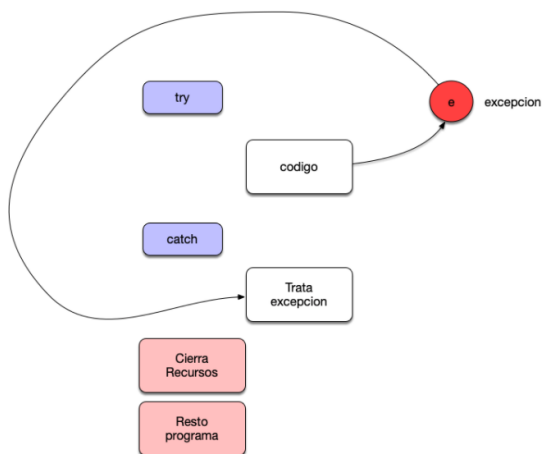 try
e
excepcion
codigo
catch
Trata
excepcion
Cierra
Recursos
Resto
programa